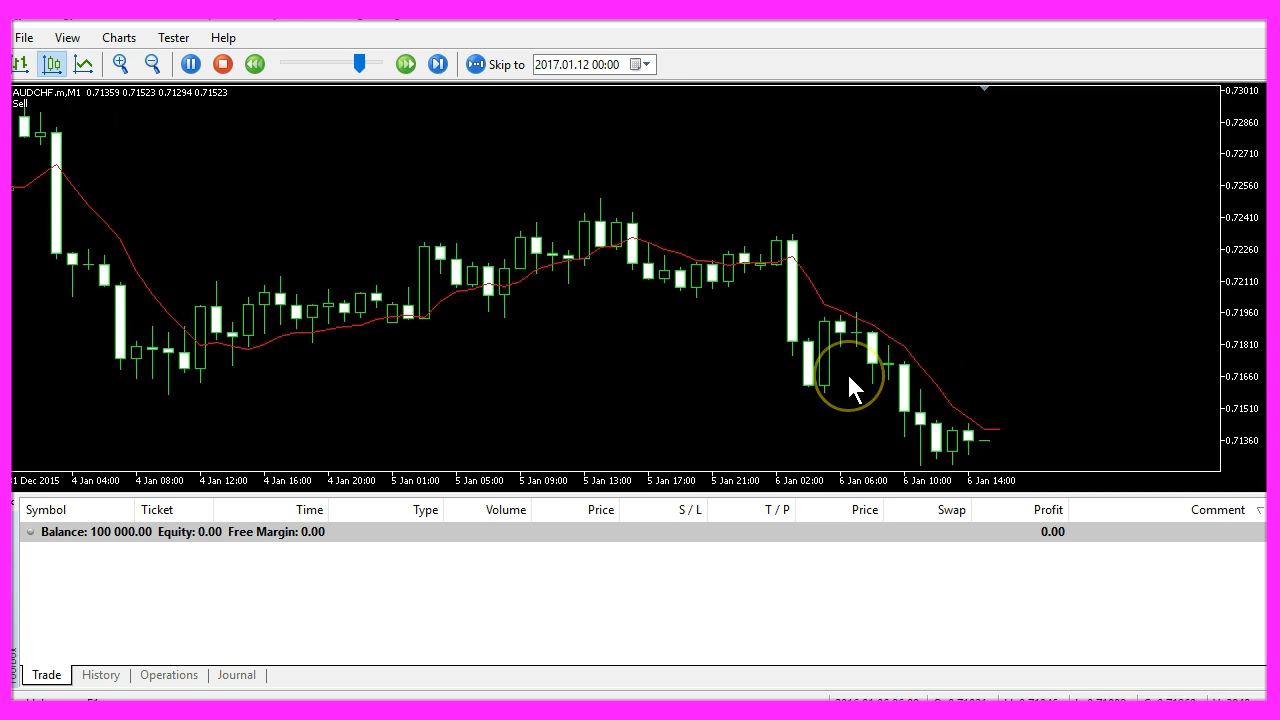 File View Charts Tester Help
Skip to 2017.01.12 00:00
AUDCHF.m,M1 0.71359 0.71523 0.71294 0.71523
Sell
0.73010
0.72860
0.72710
0.72560
0.72410
0.72260
0.72110
0.71960
0.71810
0.71660
0.71510
0.71360
1 Dec 2015 4 Jan 04:00 4 Jan 08:00 4 Jan 12:00 4 Jan 16:00 4 Jan 20:00 5 Jan 01:00 5 Jan 05:00 5 Jan 09:00 5 Jan 13:00 5 Jan 17:00 5 Jan 21:00 6 Jan 02:00 6 Jan 06:00 6 Jan 10:00 6 Jan 14:00
Symbol Ticket Time Type Volume Price S / L T / P Price Swap Profit Comment
Balance: 100 000.00 Equity: 0.00 Free Margin: 0.00 0.00
Toolbox
Trade History Operations Journal